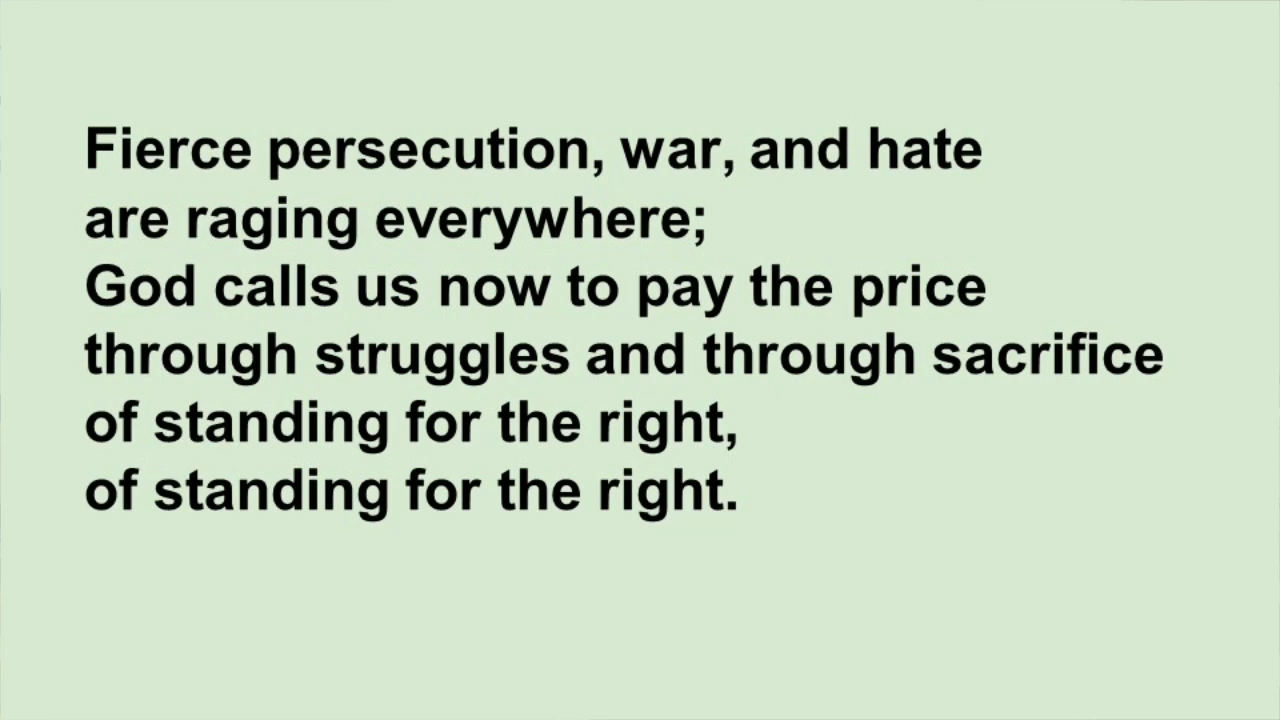 Fierce persecution, war, and hate
are raging everywhere;
God calls us now to pay the price
through struggles and through sacrifice
of standing for the right,
of standing for the right.